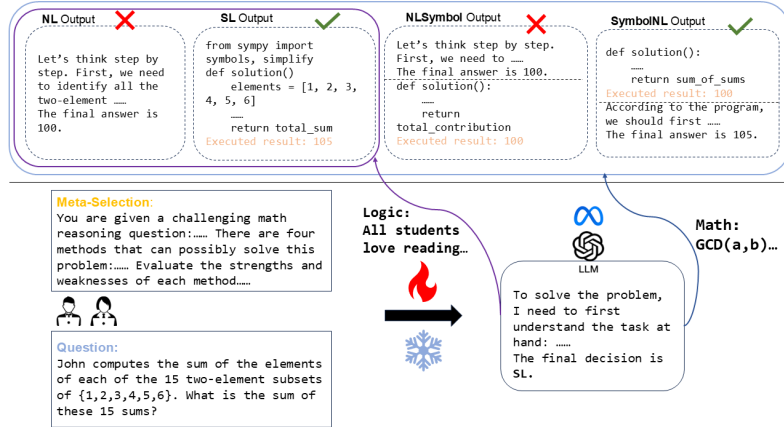 NL Output
Let's think step by
step. First, we need
to identify all the
two-element ……
The final answer is
100.
SL Output
from sympy import
symbols, simplify
def solution()
elements = [1, 2, 3,
4, 5, 6]
……
return total_sum
Executed result: 105
NLSymbol Output
Let's think step by step.
First, we need to ……
The final answer is 100.
def solution():
……
return
total_contribution
Executed result: 100
SymbolNL Output
def solution():
……
return sum_of_sums
Executed result: 100
According to the program,
we should first ……
The final answer is 105.
Meta-Selection:
You are given a challenging math
reasoning question:…… There are four
methods that can possibly solve this
problem:…… Evaluate the strengths and
weaknesses of each method……
Question:
John computes the sum of the elements
of each of the 15 two-element subsets
of {1,2,3,4,5,6}. What is the sum of
these 15 sums?
Logic:
All students
love reading…
LLM
To solve the problem,
I need to first
understand the task at
hand: ……
The final decision is
SL.
Math:
GCD(a,b)…